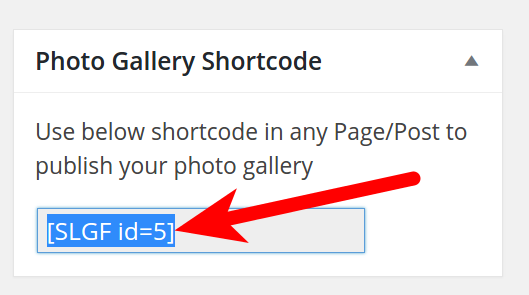 Photo Gallery Shortcode
Use below shortcode in any Page/Post to
publish your photo gallery
[SLGF id=5]